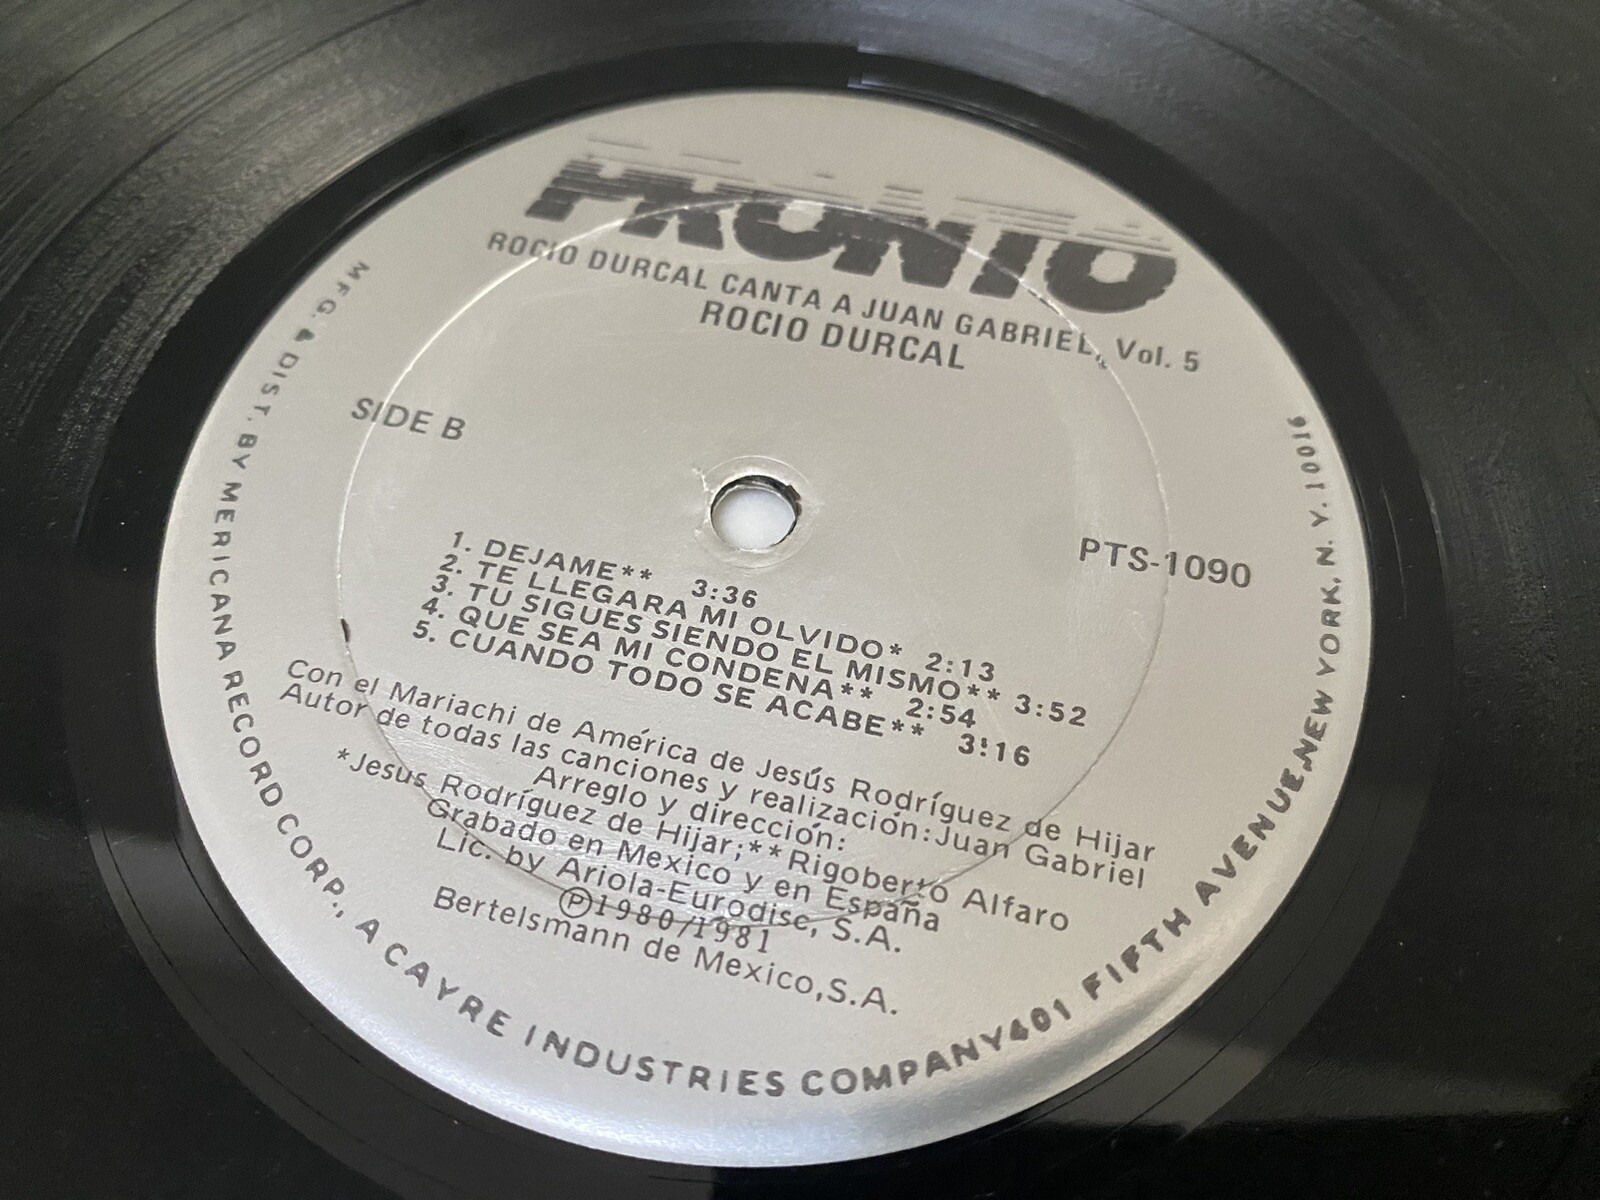 PRONTO
ROCIO DURCAL CANTA A JUAN GABRIEL, Vol. 5
ROCIO DURCAL
SIDE B
PTS-1090
1. DEJAME** 3:36
2. TE LLEGARA MI OLVIDO* 2:13
3. TU SIGUES SIENDO EL MISMO** 3:52
4. QUE SEA MI CONDENA** 2:54
5. CUANDO TODO SE ACABE** 3:16
Con el Mariachi de América de Jesús Rodríguez de Hijar
Autor de todas las canciones y realización: Juan Gabriel
Arreglo y dirección:
*Jesus Rodríguez de Hijar; **Rigoberto Alfaro
Grabado en Mexico y en España
Lic. by Ariola-Eurodisc, S.A.
Ⓟ1980/1981
Bertelsmann de Mexico, S.A.
MFG. & DIST. BY MERICANA RECORD CORP., A CAYRE INDUSTRIES COMPANY 401 FIFTH AVENUE, NEW YORK, N. Y. 10016